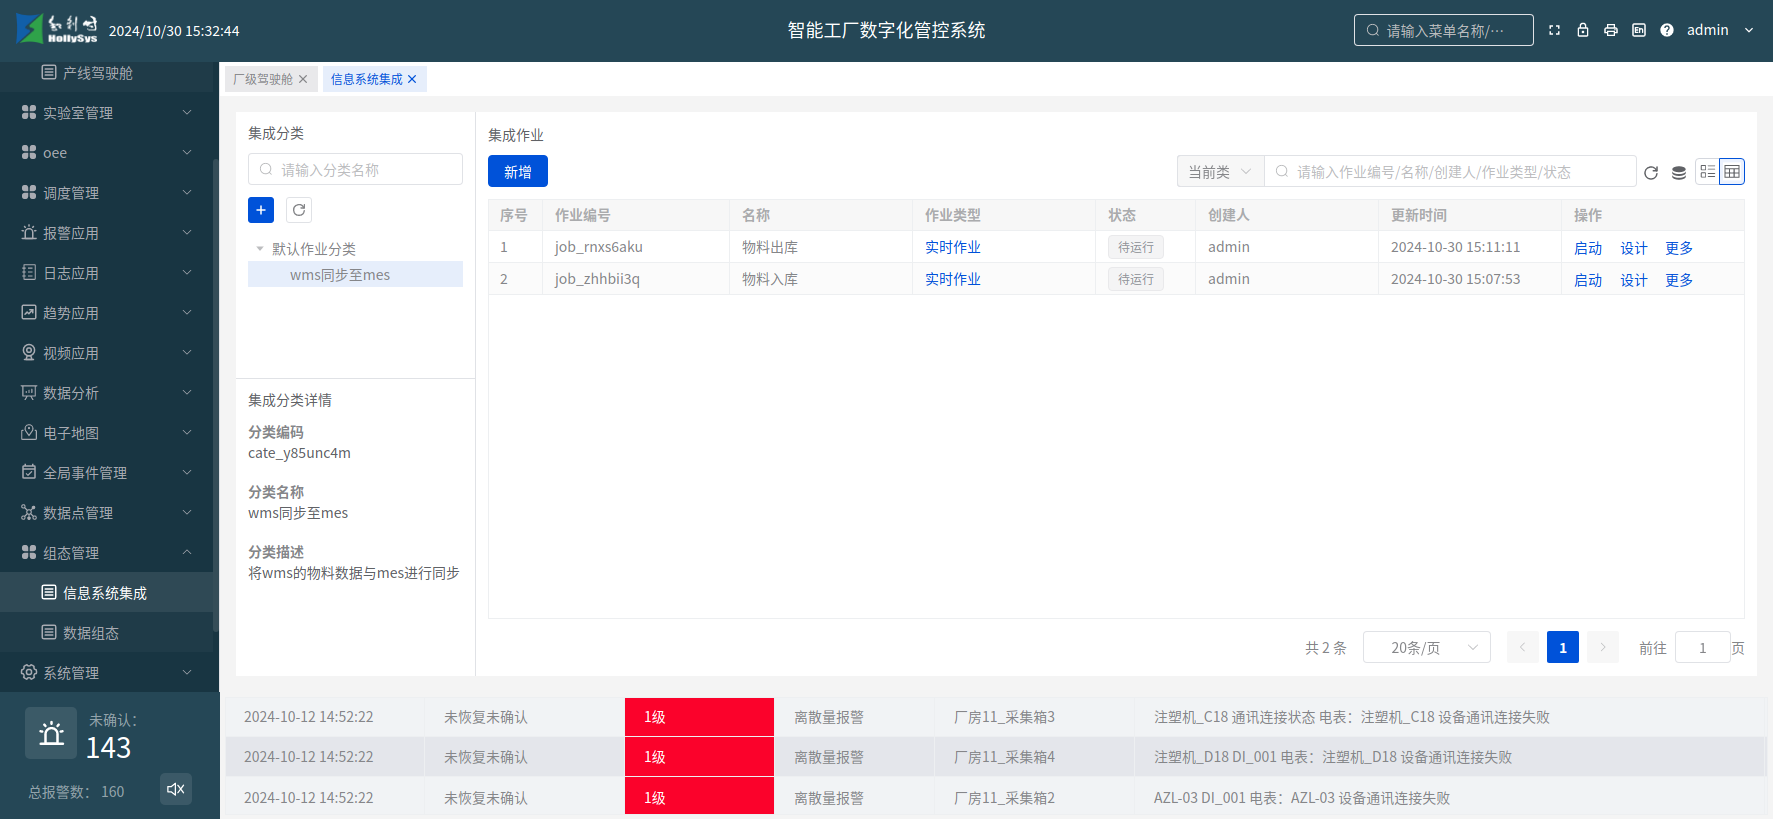 和利时 HollySys 2024/10/30 15:32:44 智能工厂数字化管控系统 请输入菜单名称/··· En admin
产线驾驶舱
实验室管理
oee
调度管理
报警应用
日志应用
趋势应用
视频应用
数据分析
电子地图
全局事件管理
数据点管理
组态管理
信息系统集成
数据组态
系统管理
未确认：
143
总报警数： 160
厂级驾驶舱 信息系统集成
集成分类
请输入分类名称
默认作业分类
wms同步至mes
集成分类详情
分类编码
cate_y85unc4m
分类名称
wms同步至mes
分类描述
将wms的物料数据与mes进行同步
集成作业
新增 当前类 请输入作业编号/名称/创建人/作业类型/状态
序号 作业编号 名称 作业类型 状态 创建人 更新时间 操作
1 job_rnxs6aku 物料出库 实时作业 待运行 admin 2024-10-30 15:11:11 启动 设计 更多
2 job_zhhbii3q 物料入库 实时作业 待运行 admin 2024-10-30 15:07:53 启动 设计 更多
共 2 条 20条/页 1 前往 1 页
2024-10-12 14:52:22 未恢复未确认 1级 离散量报警 厂房11_采集箱3 注塑机_C18 通讯连接状态 电表：注塑机_C18 设备通讯连接失败
2024-10-12 14:52:22 未恢复未确认 1级 离散量报警 厂房11_采集箱4 注塑机_D18 DI_001 电表：注塑机_D18 设备通讯连接失败
2024-10-12 14:52:22 未恢复未确认 1级 离散量报警 厂房11_采集箱2 AZL-03 DI_001 电表：AZL-03 设备通讯连接失败